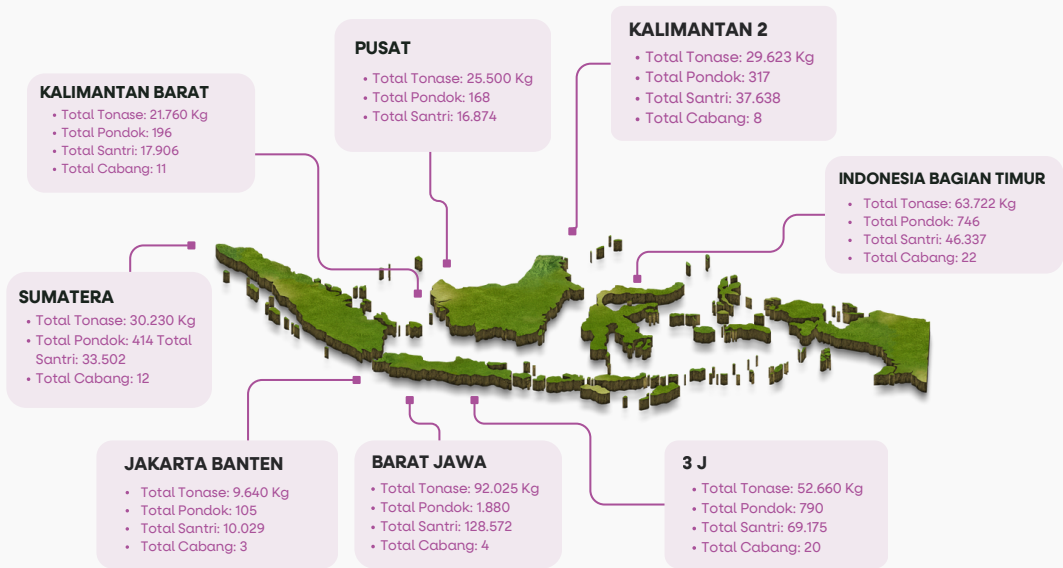 PUSAT
• Total Tonase: 25.500 Kg
• Total Pondok: 168
• Total Santri: 16.874
KALIMANTAN 2
• Total Tonase: 29.623 Kg
• Total Pondok: 317
• Total Santri: 37.638
• Total Cabang: 8
KALIMANTAN BARAT
• Total Tonase: 21.760 Kg
• Total Pondok: 196
• Total Santri: 17.906
• Total Cabang: 11
INDONESIA BAGIAN TIMUR
• Total Tonase: 63.722 Kg
• Total Pondok: 746
• Total Santri: 46.337
• Total Cabang: 22
SUMATERA
• Total Tonase: 30.230 Kg
• Total Pondok: 414 Total
Santri: 33.502
• Total Cabang: 12
JAKARTA BANTEN
• Total Tonase: 9.640 Kg
• Total Pondok: 105
• Total Santri: 10.029
• Total Cabang: 3
BARAT JAWA
• Total Tonase: 92.025 Kg
• Total Pondok: 1.880
• Total Santri: 128.572
• Total Cabang: 4
3 J
• Total Tonase: 52.660 Kg
• Total Pondok: 790
• Total Santri: 69.175
• Total Cabang: 20